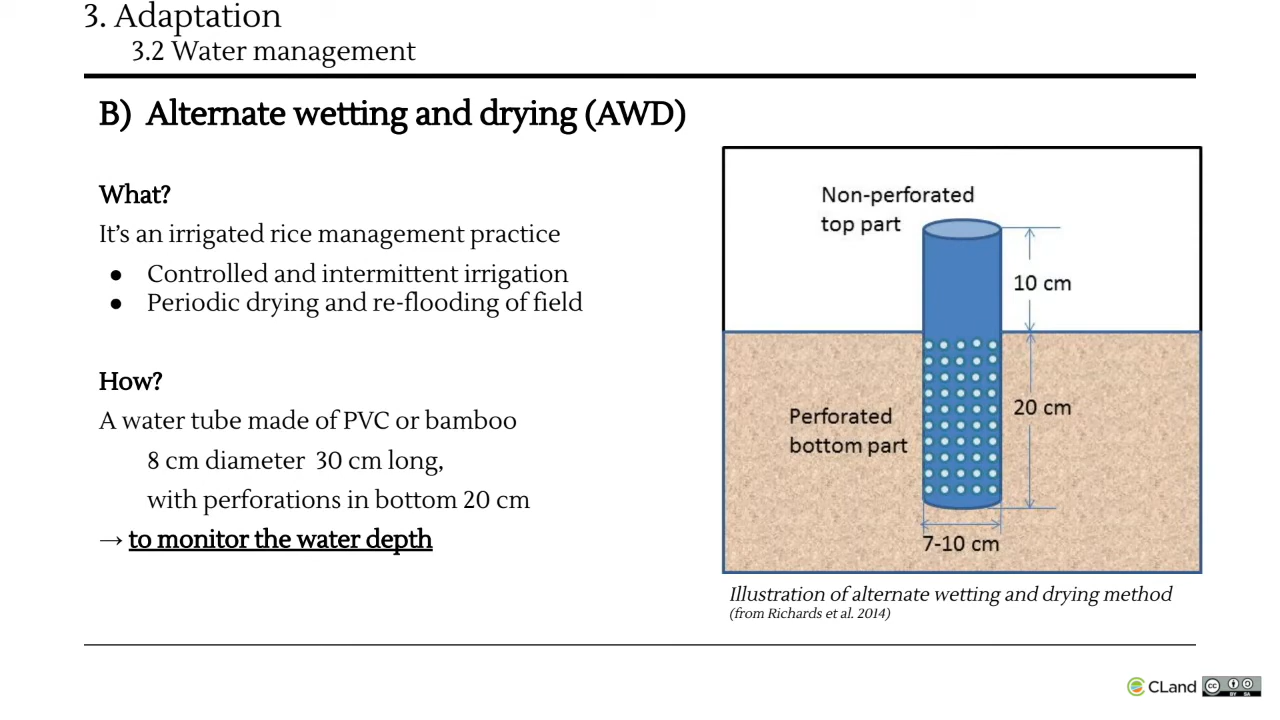 3. Adaptation
3.2 Water management
B) Alternate wetting and drying (AWD)
What?
It's an irrigated rice management practice
● Controlled and intermittent irrigation
● Periodic drying and re-flooding of field
How?
A water tube made of PVC or bamboo
8 cm diameter 30 cm long,
with perforations in bottom 20 cm
→ to monitor the water depth
Non-perforated
top part
10 cm
20 cm
Perforated
bottom part
7-10 cm
Illustration of alternate wetting and drying method
(from Richards et al. 2014)
CLand
cc
BY SA